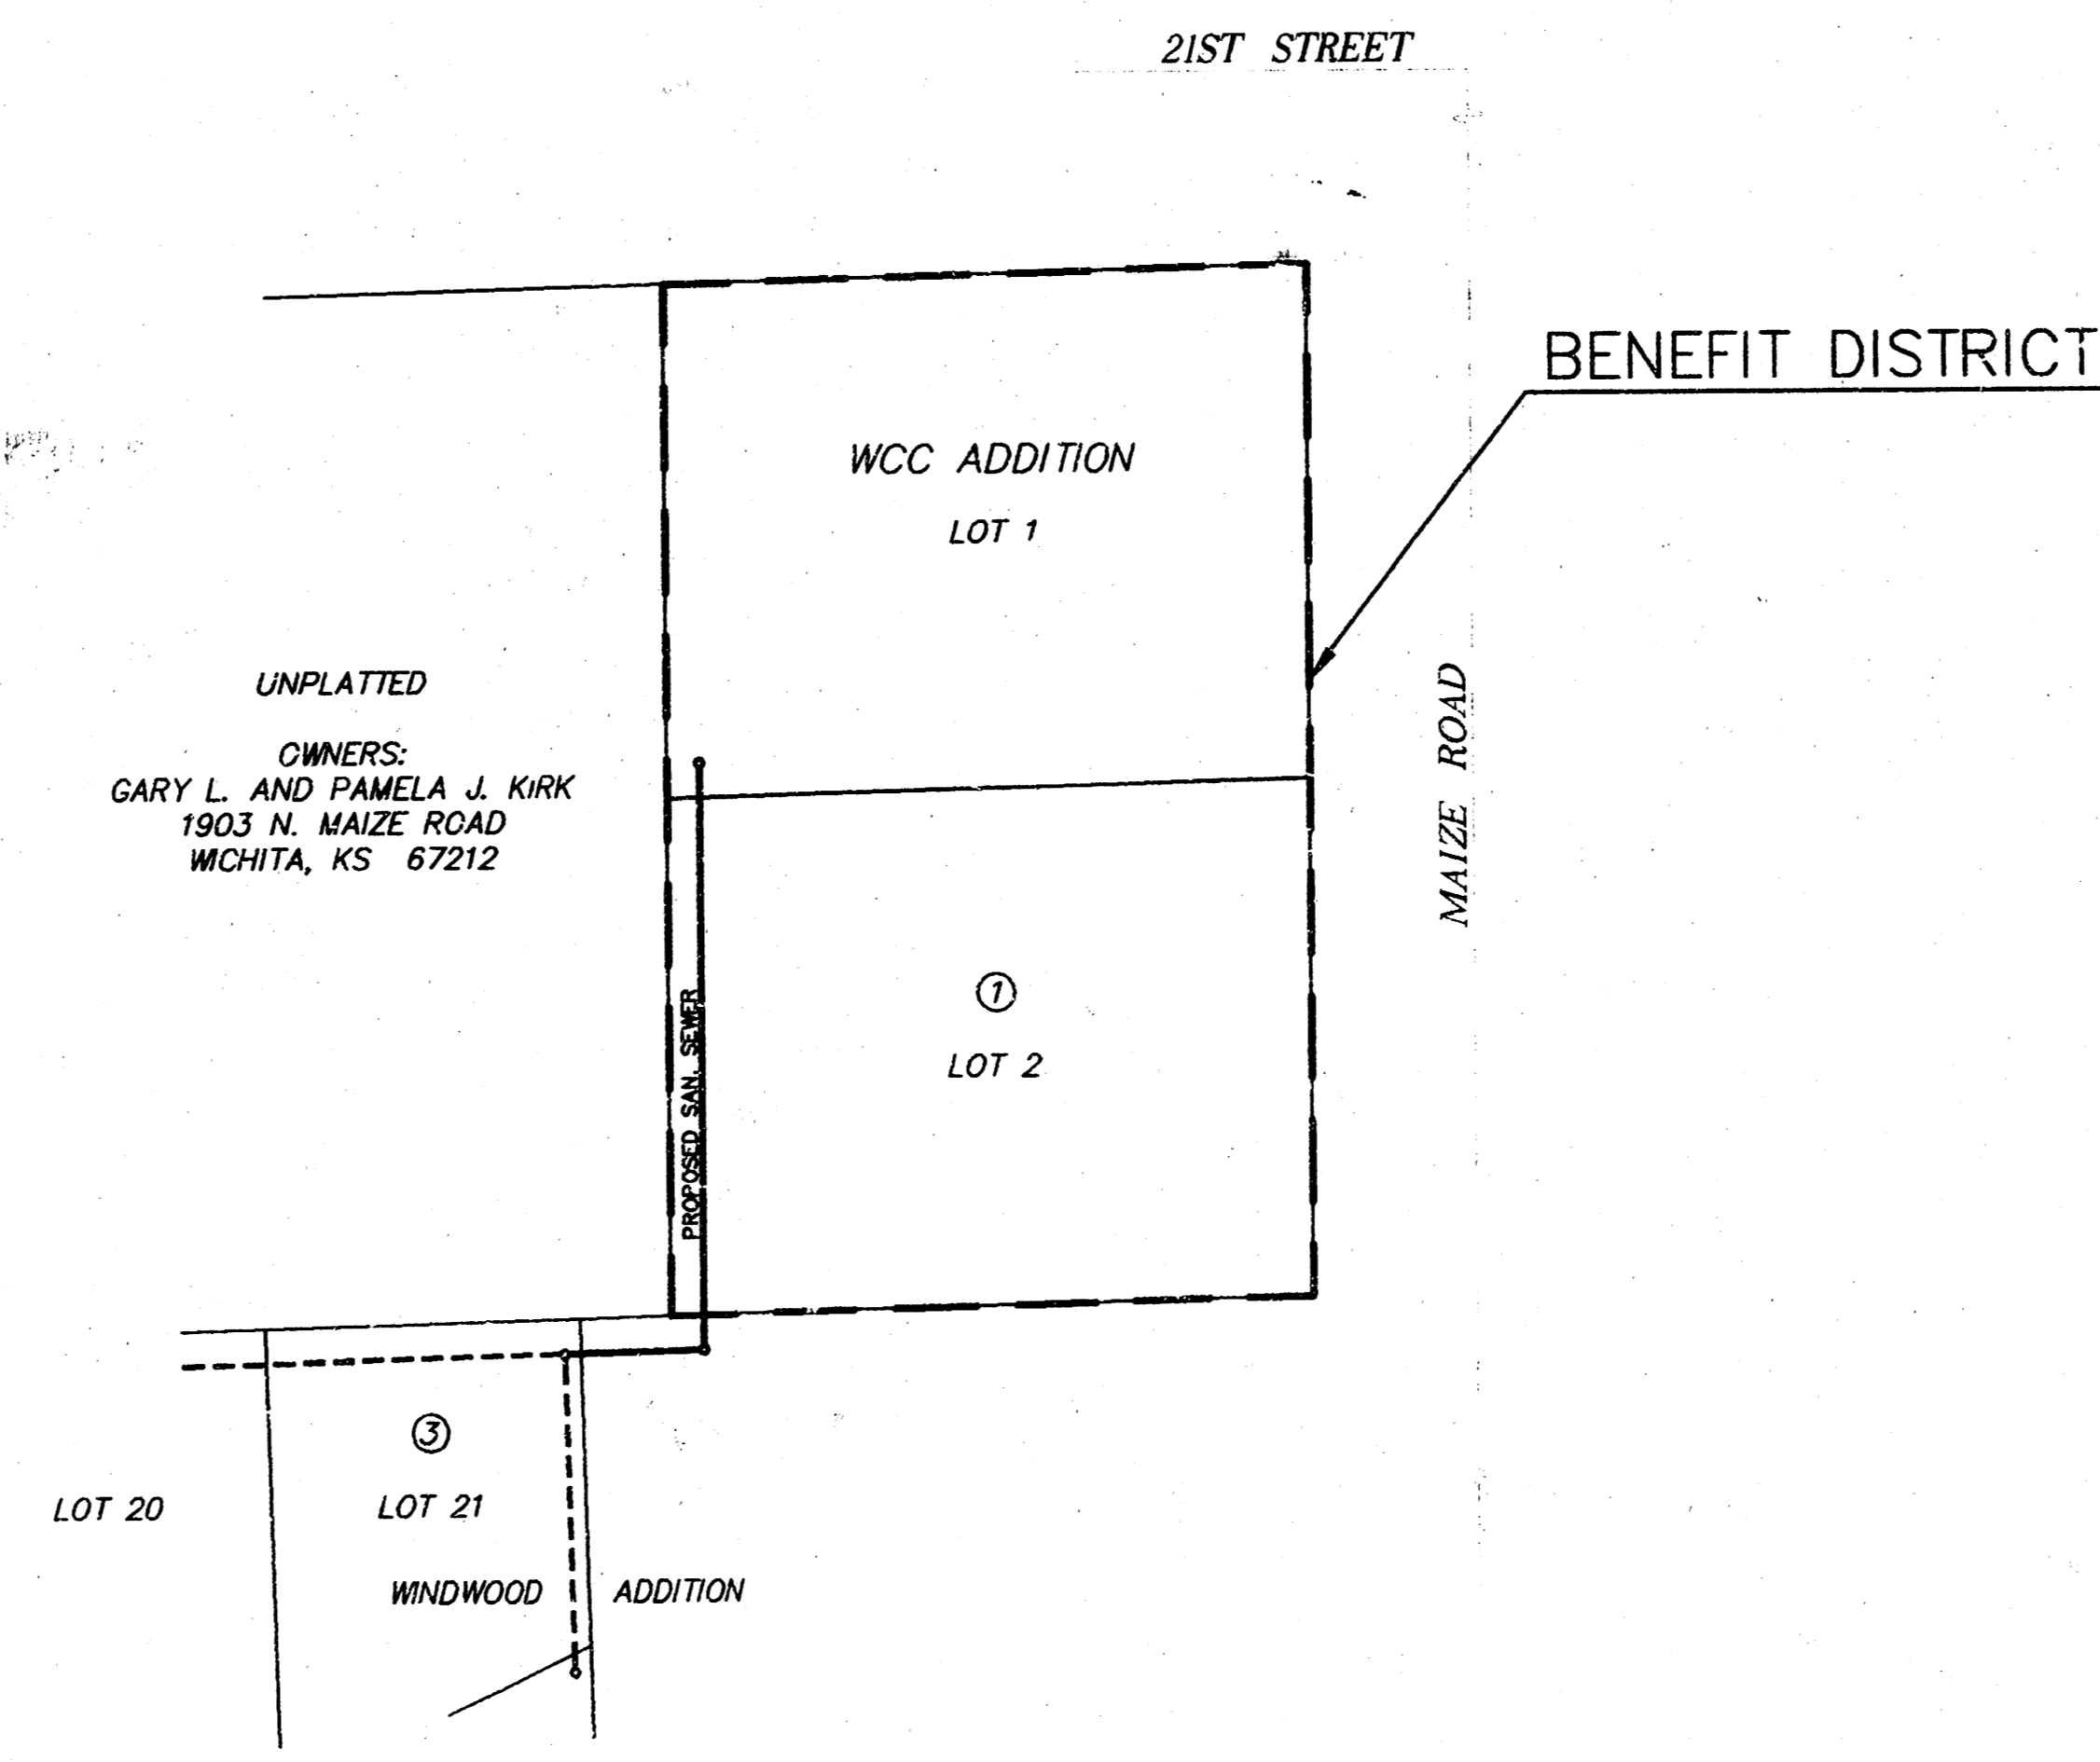 21ST STREET
BENEFIT DISTRICT
WCC ADDITION
LOT 1
UNPLATTED
OWNERS:
GARY L. AND PAMELA J. KIRK
1903 N. MAIZE ROAD
WICHITA, KS 67212
MAIZE ROAD
PROPOSED SAN. SEWER
1
LOT 2
3
LOT 20
LOT 21
WINDWOOD ADDITION